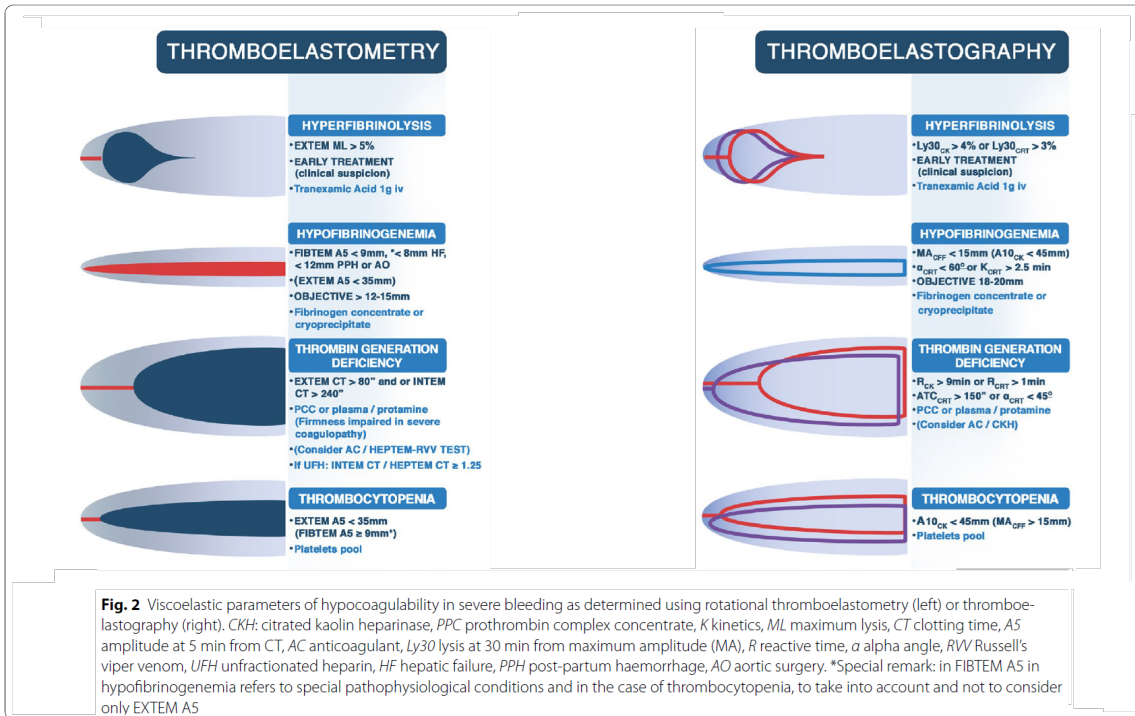 THROMBOELASTOMETRY
HYPERFIBRINOLYSIS
•EXTEM ML > 5%
•EARLY TREATMENT
(clinical suspicion)
•Tranexamic Acid 1g iv
HYPOFIBRINOGENEMIA
•FIBTEM A5 < 9mm, *< 8mm HF,
< 12mm PPH or AO
•(EXTEM A5 < 35mm)
•OBJECTIVE > 12-15mm
•Fibrinogen concentrate or
cryoprecipitate
THROMBIN GENERATION
DEFICIENCY
•EXTEM CT > 80" and or INTEM
CT > 240"
•PCC or plasma / protamine
(Firmness impaired in severe
coagulopathy)
•(Consider AC / HEPTEM-RVV TEST)
•If UFH: INTEM CT / HEPTEM CT ≥ 1.25
THROMBOCYTOPENIA
•EXTEM A5 < 35mm
(FIBTEM A5 ≥ 9mm*)
•Platelets pool
THROMBOELASTOGRAPHY
HYPERFIBRINOLYSIS
•Ly30CK > 4% or Ly30CRT > 3%
•EARLY TREATMENT
(clinical suspicion)
•Tranexamic Acid 1g iv
HYPOFIBRINOGENEMIA
•MACFF < 15mm (A10CK < 45mm)
•αCRT < 60º or KCRT > 2.5 min
•OBJECTIVE 18-20mm
•Fibrinogen concentrate or
cryoprecipitate
THROMBIN GENERATION
DEFICIENCY
•RCK > 9min or RCRT > 1min
•ATCCRT > 150" or αCRT < 45º
•PCC or plasma / protamine
•(Consider AC / CKH)
THROMBOCYTOPENIA
•A10CK < 45mm (MACFF > 15mm)
•Platelets pool
Fig. 2 Viscoelastic parameters of hypocoagulability in severe bleeding as determined using rotational thromboelastometry (left) or thromboe-
lastography (right). CKH: citrated kaolin heparinase, PPC prothrombin complex concentrate, K kinetics, ML maximum lysis, CT clotting time, A5
amplitude at 5 min from CT, AC anticoagulant, Ly30 lysis at 30 min from maximum amplitude (MA), R reactive time, α alpha angle, RVV Russell's
viper venom, UFH unfractionated heparin, HF hepatic failure, PPH post-partum haemorrhage, AO aortic surgery. *Special remark: in FIBTEM A5 in
hypofibrinogenemia refers to special pathophysiological conditions and in the case of thrombocytopenia, to take into account and not to consider
only EXTEM A5